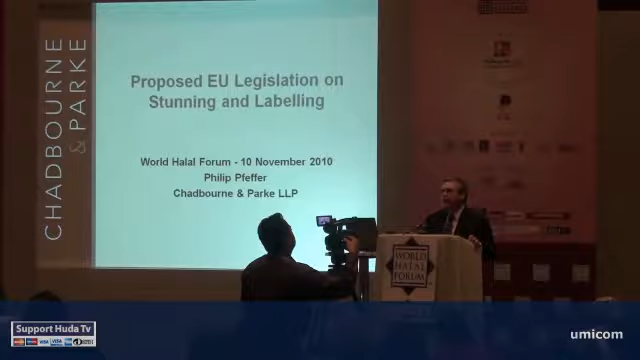 CHADBOURNE
& PARKE
Proposed EU Legislation on
Stunning and Labelling
World Halal Forum - 10 November 2010
Philip Pfeffer
Chadbourne & Parke LLP
WORLD
HALAL
FORUM
Support Huda Tv
umicom